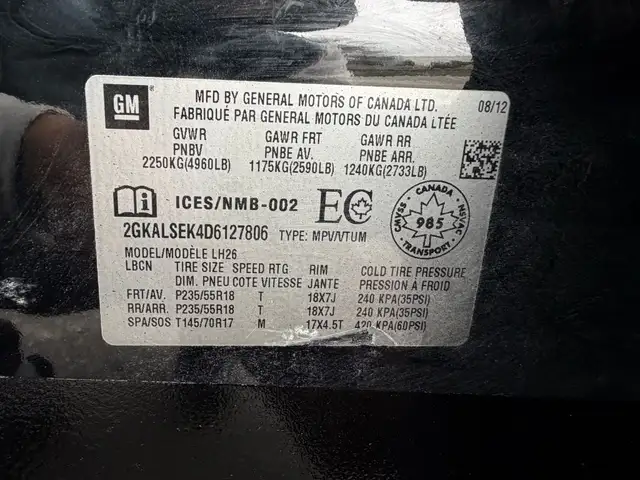 GM ®
MFD BY GENERAL MOTORS OF CANADA LTD. 08/12
FABRIQUÉ PAR GENERAL MOTORS DU CANADA LTÉE
GVWR GAWR FRT GAWR RR
PNBV PNBE AV. PNBE ARR.
2250KG(4960LB) 1175KG(2590LB) 1240KG(2733LB)
ICES/NMB-002 EC
CANADA
CMVSS 985 NSVAC
TRANSPORT
2GKALSEK4D6127806 TYPE: MPV/VTUM
MODEL/MODÈLE LH26
LBCN TIRE SIZE SPEED RTG RIM COLD TIRE PRESSURE
DIM. PNEU COTE VITESSE JANTE PRESSION À FROID
FRT/AV. P235/55R18 T 18X7J 240 KPA(35PSI)
RR/ARR. P235/55R18 T 18X7J 240 KPA(35PSI)
SPA/SOS T145/70R17 M 17X4.5T 420 KPA(60PSI)